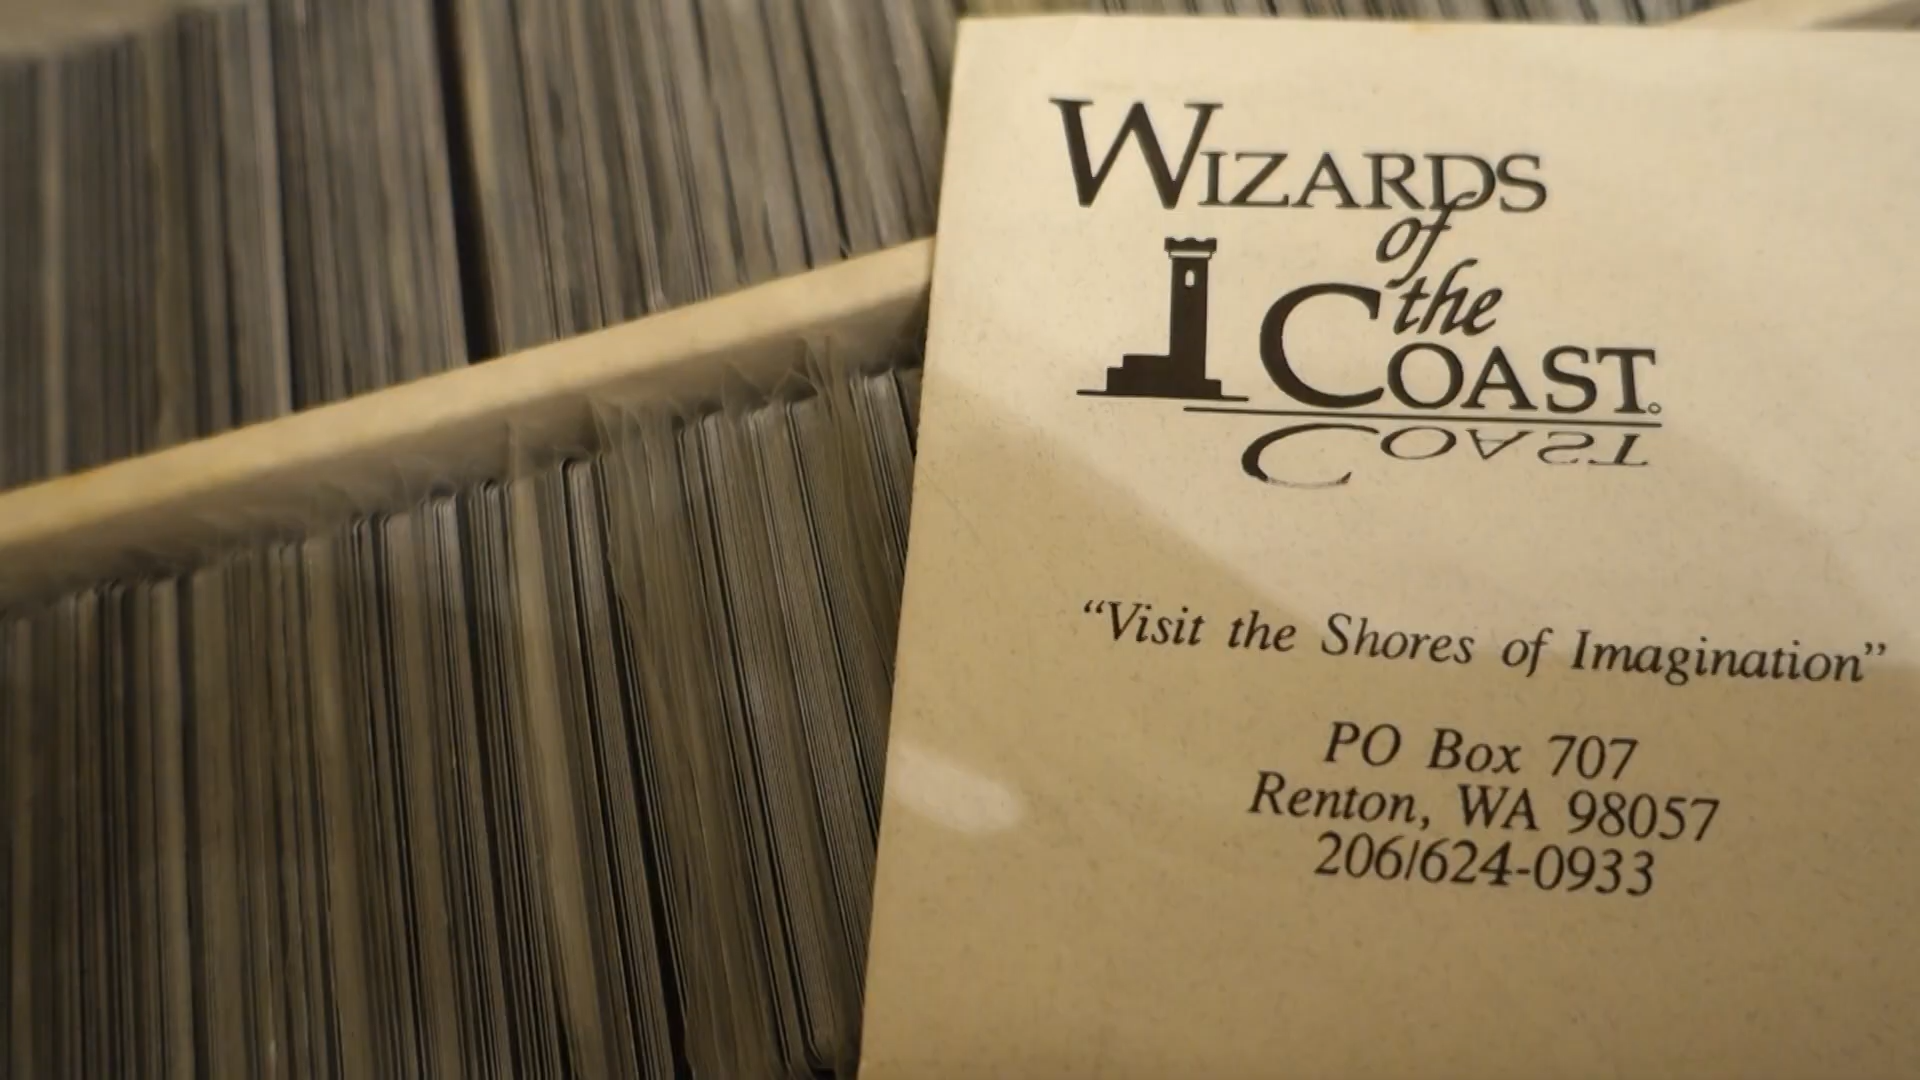 WIZARDS
of
the
COAST
COAST
“Visit the Shores of Imagination”
PO Box 707
Renton, WA 98057
206/624-0933